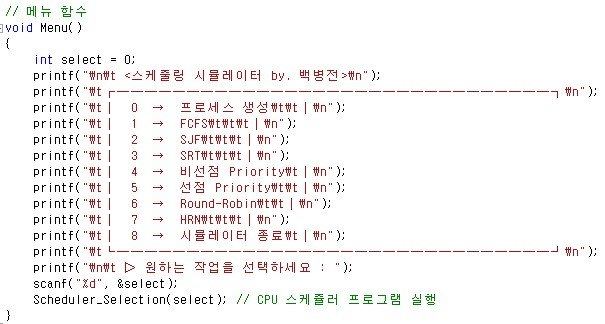 // 메뉴 함수
void Menu()
{
int select = 0;
printf("₩n₩t <스케줄링 시뮬레이터 by. 백병전>₩n");
printf("₩t┌─────────────────────────────┐₩n");
printf("₩t│ 0 → 프로세스 생성₩t₩t│₩n");
printf("₩t│ 1 → FCFS₩t₩t₩t│₩n");
printf("₩t│ 2 → SJF₩t₩t₩t│₩n");
printf("₩t│ 3 → SRT₩t₩t₩t│₩n");
printf("₩t│ 4 → 비선점 Priority₩t│₩n");
printf("₩t│ 5 → 선점 Priority₩t₩t│₩n");
printf("₩t│ 6 → Round-Robin₩t₩t│₩n");
printf("₩t│ 7 → HRN₩t₩t₩t│₩n");
printf("₩t│ 8 → 시뮬레이터 종료₩t│₩n");
printf("₩t└─────────────────────────────┘₩n");
printf("₩n₩t ▷ 원하는 작업을 선택하세요 : ");
scanf("%d", &select);
Scheduler_Selection(select); // CPU 스케쥴러 프로그램 실행
}